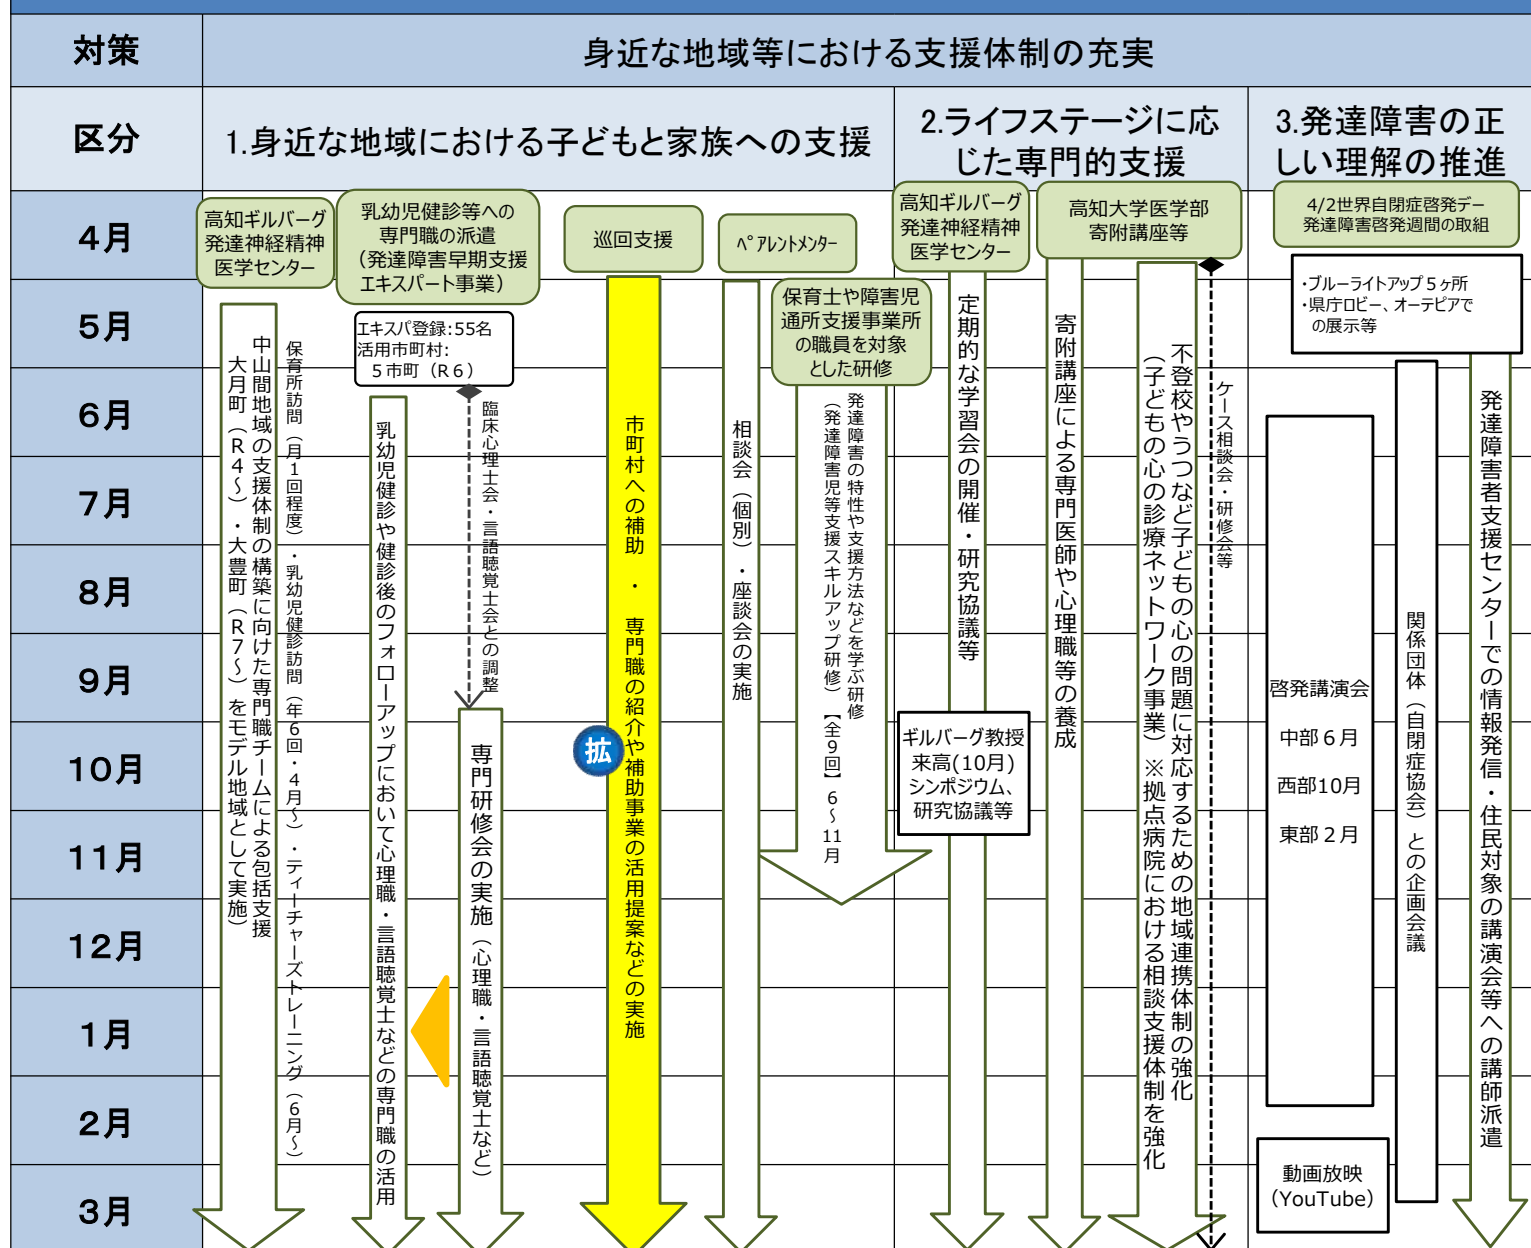 対策
身近な地域等における支援体制の充実
区分
1.身近な地域における子どもと家族への支援
2.ライフステージに応
じた専門的支援
3.発達障害の正
しい理解の推進
4月
5月
6月
7月
8月
9月
10月
11月
12月
1月
2月
3月
高知ギルバーグ
発達神経精神
医学センター
中山間地域の支援体制の構築に向けた専門職チームによる包括支援
大月町（R4～）・大豊町（R7～）をモデル地域として実施）
保育所訪問（月1回程度）・乳幼児健診訪問（年6回・4月～）・ティーチャーズトレーニング（6月～）
乳幼児健診等への
専門職の派遣
（発達障害早期支援
エキスパート事業）
エキスパ登録:55名
活用市町村:
５市町（R６）
乳幼児健診や健診後のフォローアップにおいて心理職・言語聴覚士などの専門職の活用
臨床心理士会・言語聴覚士会との調整
専門研修会の実施（心理職・言語聴覚士など）
巡回支援
市町村への補助　・　専門職の紹介や補助事業の活用提案などの実施
拡
ﾍﾟｱﾚﾝﾄﾒﾝﾀｰ
相談会（個別）・座談会の実施
保育士や障害児
通所支援事業所
の職員を対象
とした研修
発達障害の特性や支援方法などを学ぶ研修
（発達障害児等支援スキルアップ研修）【全9回】6～11月
高知ギルバーグ
発達神経精神
医学センター
定期的な学習会の開催・研究協議等
ギルバーグ教授
来高(10月)
シンポジウム、
研究協議等
高知大学医学部
寄附講座等
寄附講座による専門医師や心理職等の養成
不登校やうつなど子どもの心の問題に対応するための地域連携体制の強化
（子どもの心の診療ネットワーク事業）※拠点病院における相談支援体制を強化
ケース相談会・研修会等
4/2世界自閉症啓発デー
発達障害啓発週間の取組
・ブルーライトアップ５ヶ所
・県庁ロビー、オーテピアで
の展示等
啓発講演会
中部６月
西部10月
東部２月
関係団体（自閉症協会）との企画会議
発達障害者支援センターでの情報発信・住民対象の講演会等への講師派遣
動画放映
（YouTube）